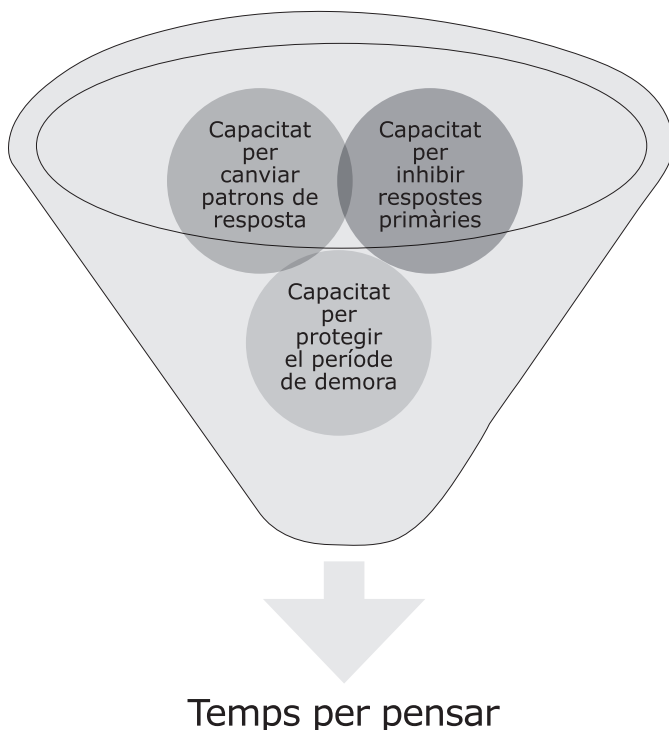 Capacitat
per
canviar
patrons de
resposta
Capacitat
per
inhibir
respostes
primàries
Capacitat
per
protegir
el període
de demora
Temps per pensar